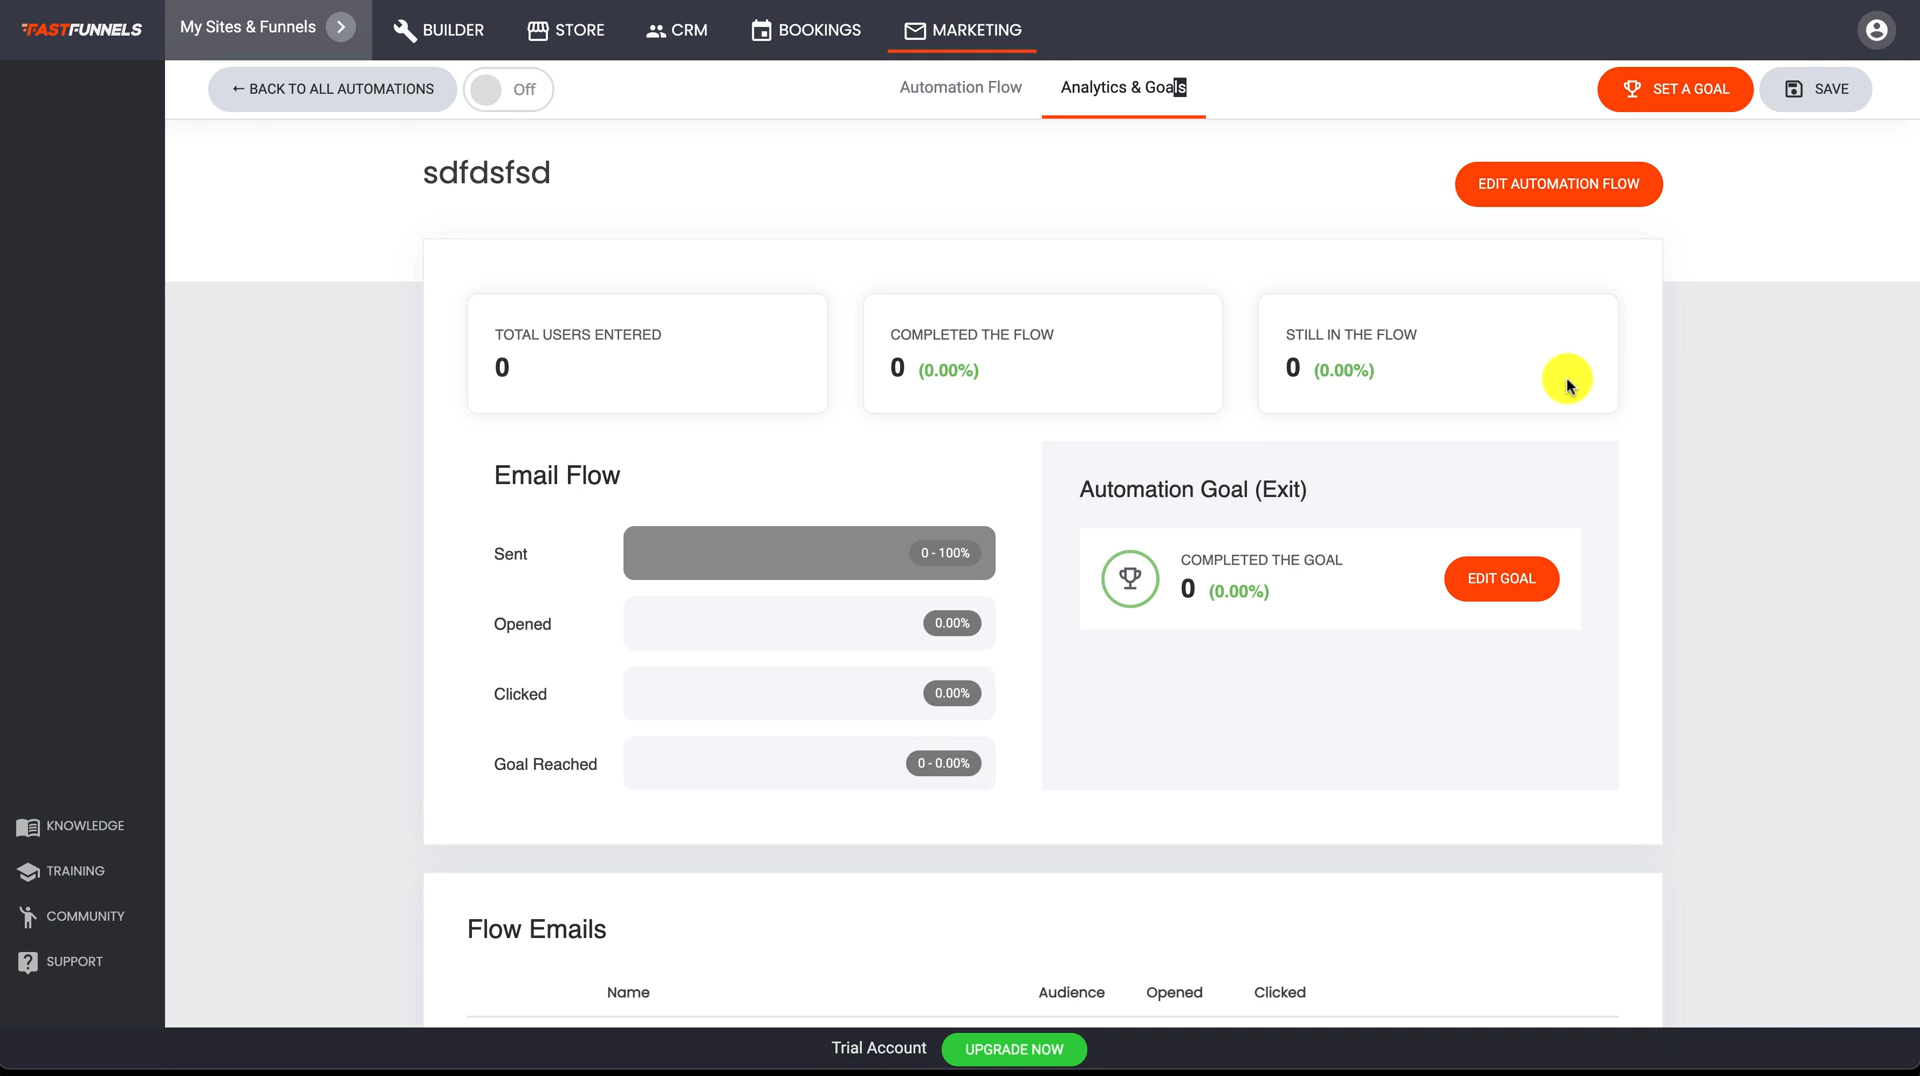 FASTFUNNELS
My Sites & Funnels
BUILDER
STORE
CRM
BOOKINGS
MARKETING
← BACK TO ALL AUTOMATIONS
Off
Automation Flow
Analytics & Goals
SET A GOAL
SAVE
sdfdsfsd
EDIT AUTOMATION FLOW
TOTAL USERS ENTERED
0
COMPLETED THE FLOW
0 (0.00%)
STILL IN THE FLOW
0 (0.00%)
Email Flow
Sent
0 - 100%
Opened
0.00%
Clicked
0.00%
Goal Reached
0 - 0.00%
Automation Goal (Exit)
COMPLETED THE GOAL
0 (0.00%)
EDIT GOAL
KNOWLEDGE
TRAINING
COMMUNITY
SUPPORT
Flow Emails
Name
Audience
Opened
Clicked
Trial Account
UPGRADE NOW